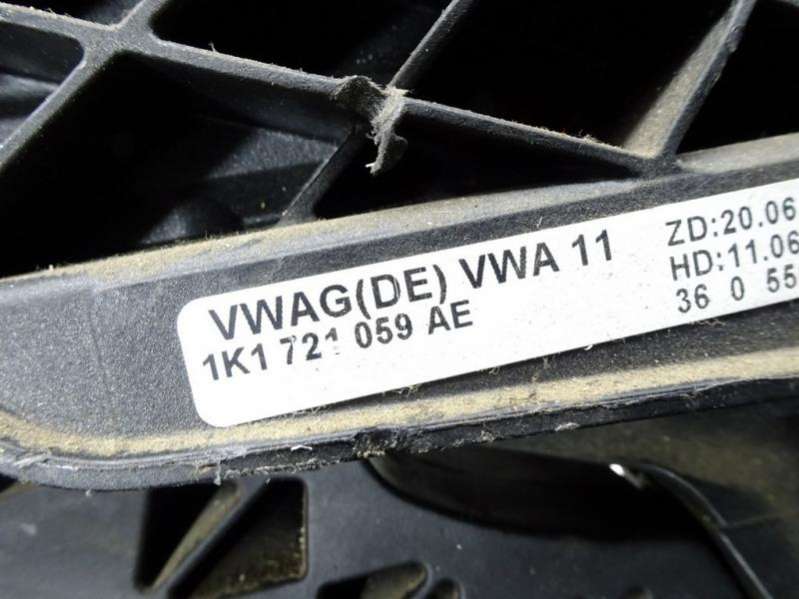 VWAG(DE) VWA 11
1K1 721 059 AE
ZD:20.06
HD:11.06
36 0 55